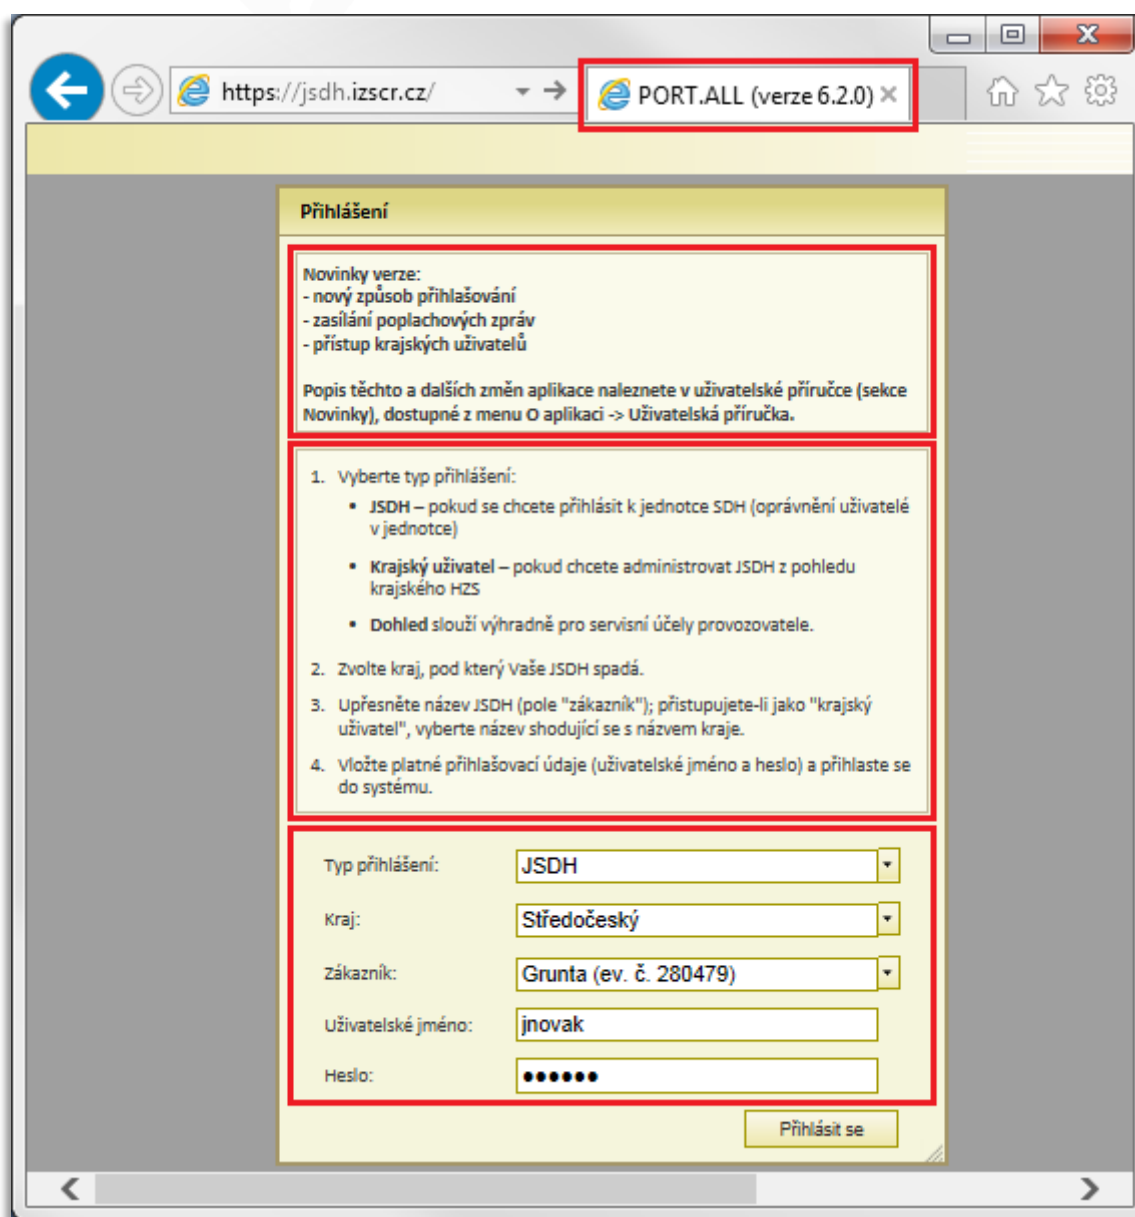 https://jsdh.izscr.cz/
PORT.ALL (verze 6.2.0)
Přihlášení
Novinky verze:
- nový způsob přihlašování
- zasílání poplachových zpráv
- přístup krajských uživatelů
Popis těchto a dalších změn aplikace naleznete v uživatelské příručce (sekce
Novinky), dostupné z menu O aplikaci -> Uživatelská příručka.
1. Vyberte typ přihlášení:
• JSDH – pokud se chcete přihlásit k jednotce SDH (oprávnění uživatelé
v jednotce)
• Krajský uživatel – pokud chcete administrovat JSDH z pohledu
krajského HZS
• Dohled slouží výhradně pro servisní účely provozovatele.
2. Zvolte kraj, pod který Vaše JSDH spadá.
3. Upřesněte název JSDH (pole "zákazník"); přistupujete-li jako "krajský
uživatel", vyberte název shodující se s názvem kraje.
4. Vložte platné přihlašovací údaje (uživatelské jméno a heslo) a přihlaste se
do systému.
Typ přihlášení: JSDH
Kraj: Středočeský
Zákazník: Grunta (ev. č. 280479)
Uživatelské jméno: jnovak
Heslo: ●●●●●●
Přihlásit se